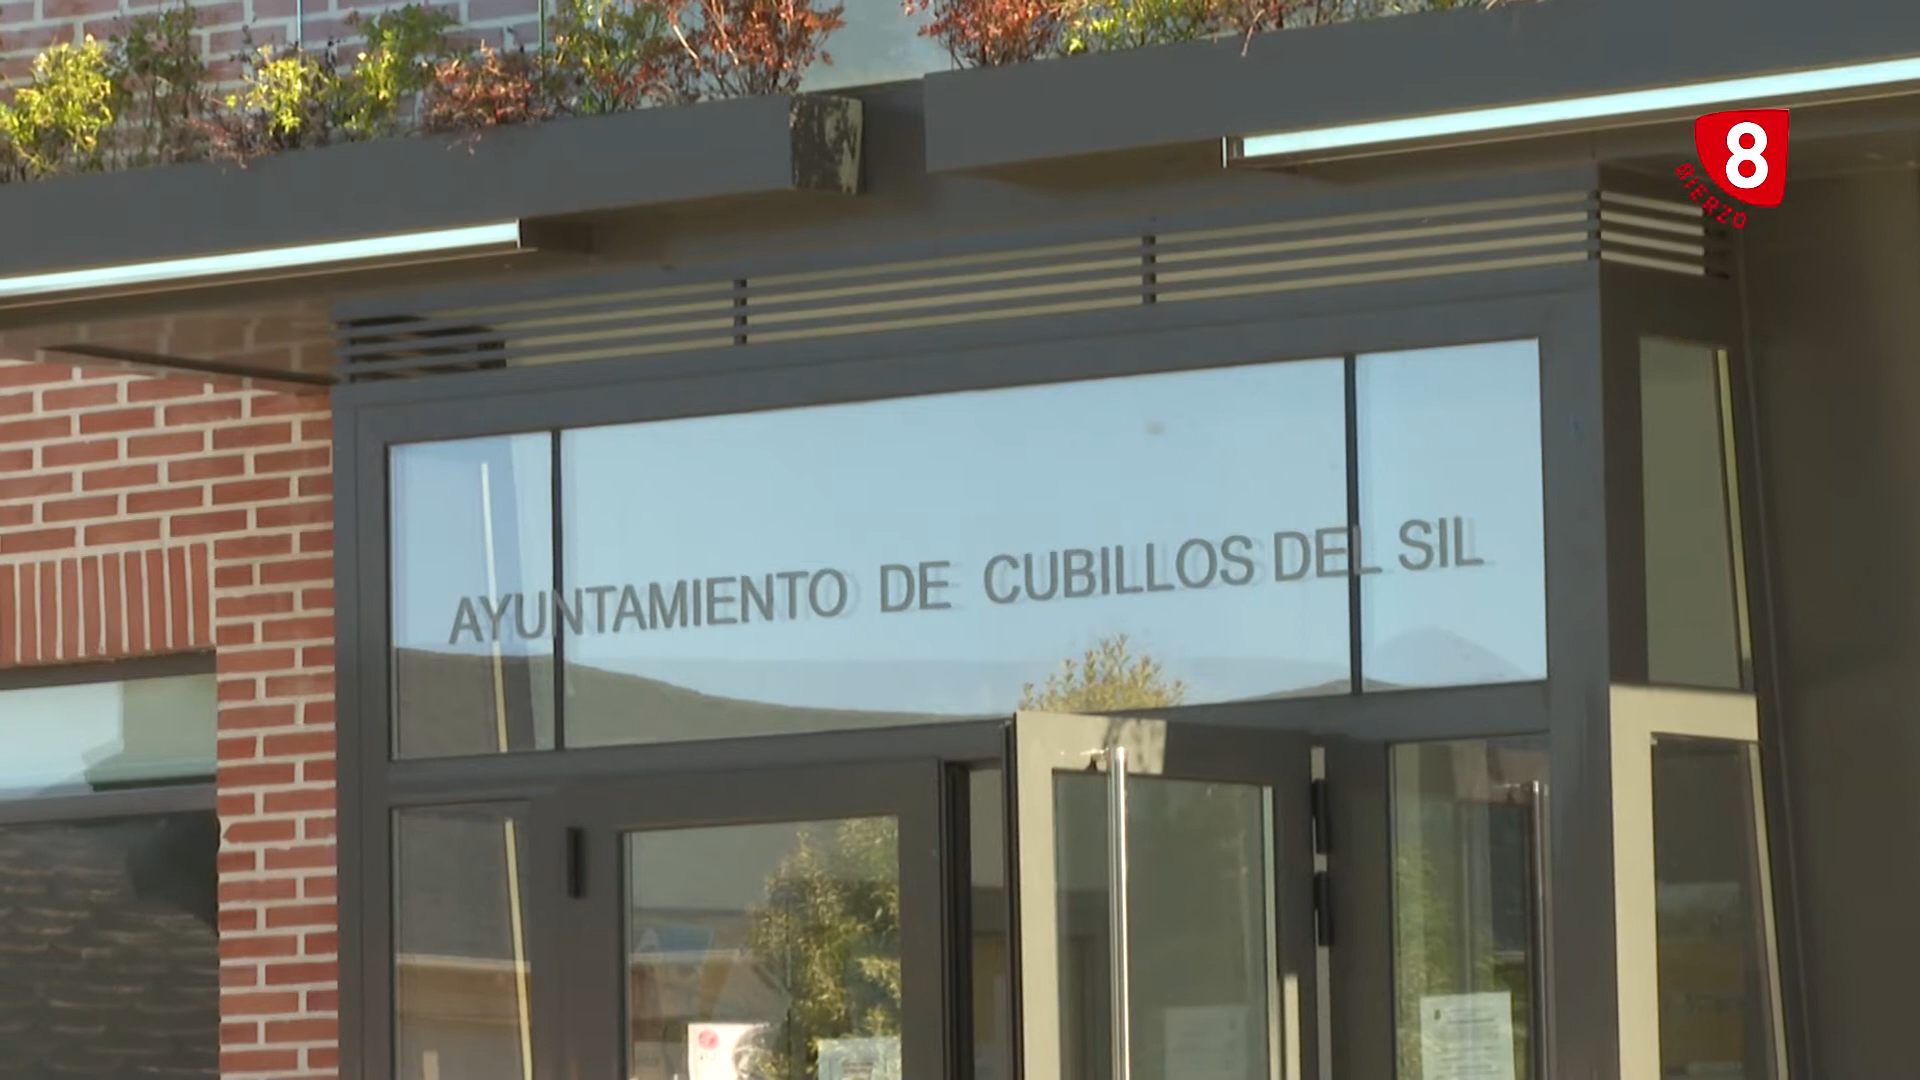 8
BIERZO
AYUNTAMIENTO DE CUBILLOS DEL SIL